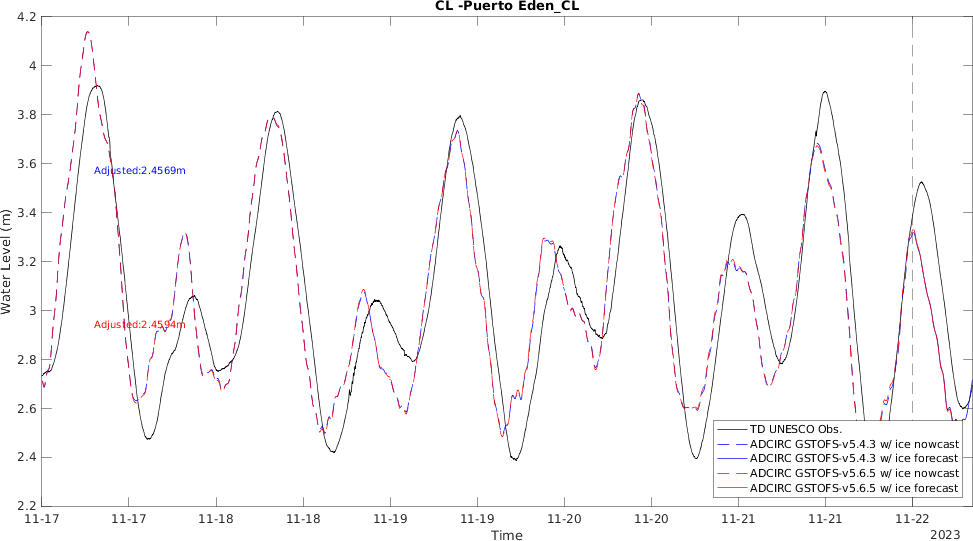 CL -Puerto Eden_CL
4.2
4
3.8
3.6
3.4
3.2
3
2.8
2.6
2.4
2.2
Water Level (m)
Adjusted:2.4569m
Adjusted:2.4594m
TD UNESCO Obs.
ADCIRC GSTOFS-v5.4.3 w/ ice nowcast
ADCIRC GSTOFS-v5.4.3 w/ ice forecast
ADCIRC GSTOFS-v5.6.5 w/ ice nowcast
ADCIRC GSTOFS-v5.6.5 w/ ice forecast
11-17 11-17 11-18 11-18 11-19 11-19 11-20 11-20 11-21 11-21 11-22
Time
2023